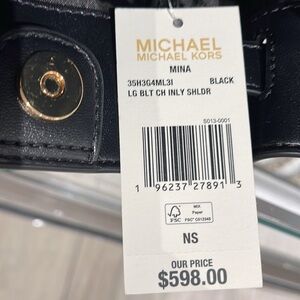 MICHAEL
MICHAEL KORS
MINA
35H3G4ML3I BLACK
LG BLT CH INLY SHLDR
S013-0001
1 96237 27891 3
FSC
MIX
Paper
NS
OUR PRICE
$598.00